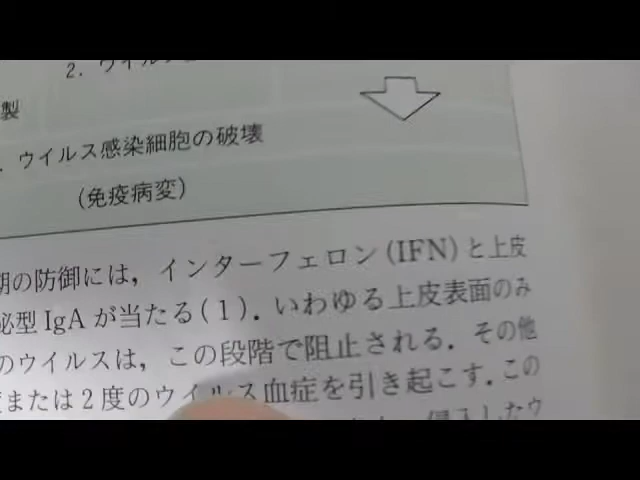 2. ウイル
製
. ウイルス感染細胞の破壊
(免疫病変)
期の防御には，インターフェロン(IFN)と上皮
泌型 IgA が当たる(1)．いわゆる上皮表面のみ
のウイルスは，この段階で阻止される．その他
または2度のウイルス血症を引き起こす．この
侵入したウ